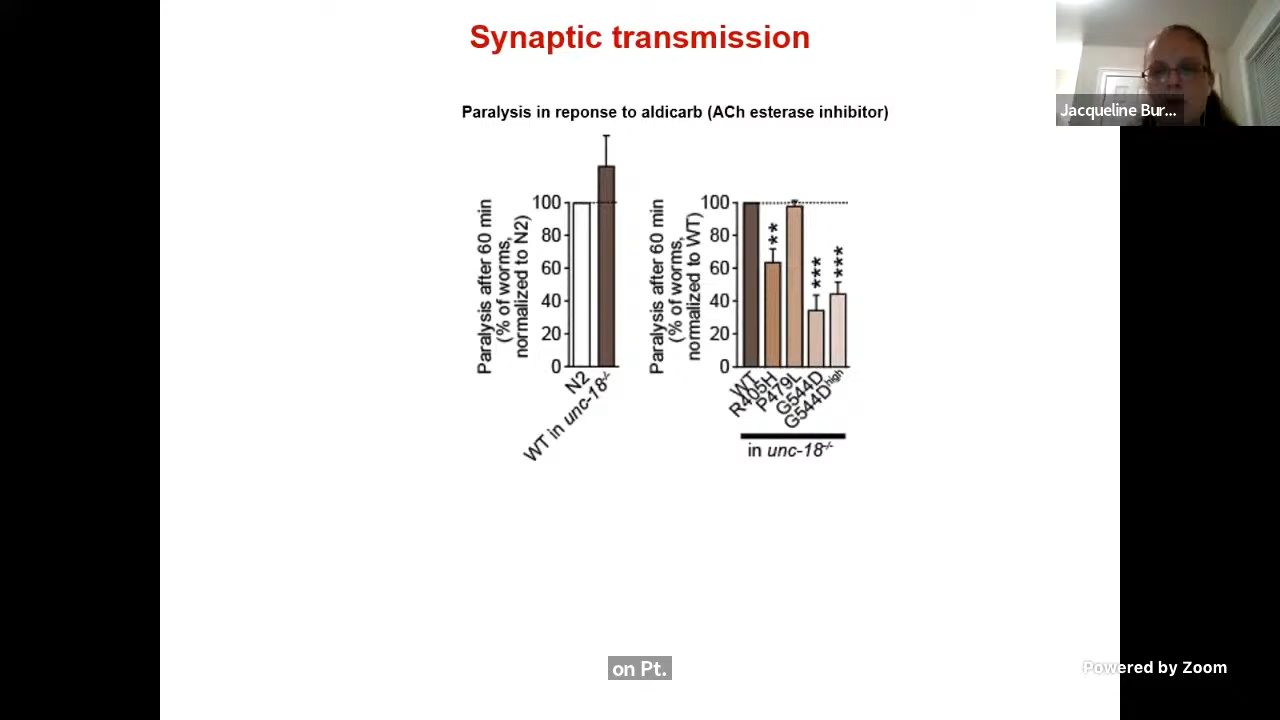 Synaptic transmission
Jacqueline Bur...
Paralysis in reponse to aldicarb (ACh esterase inhibitor)
Paralysis after 60 min
(% of worms,
normalized to N2)
100
80
60
40
20
0
N2
WT in unc-18-/-
Paralysis after 60 min
(% of worms,
normalized to WT)
100
80
60
40
20
0
**
***
***
WT
R405H
P479L
G544D
G544Dhigh
in unc-18-/-
on Pt.
Powered by Zoom